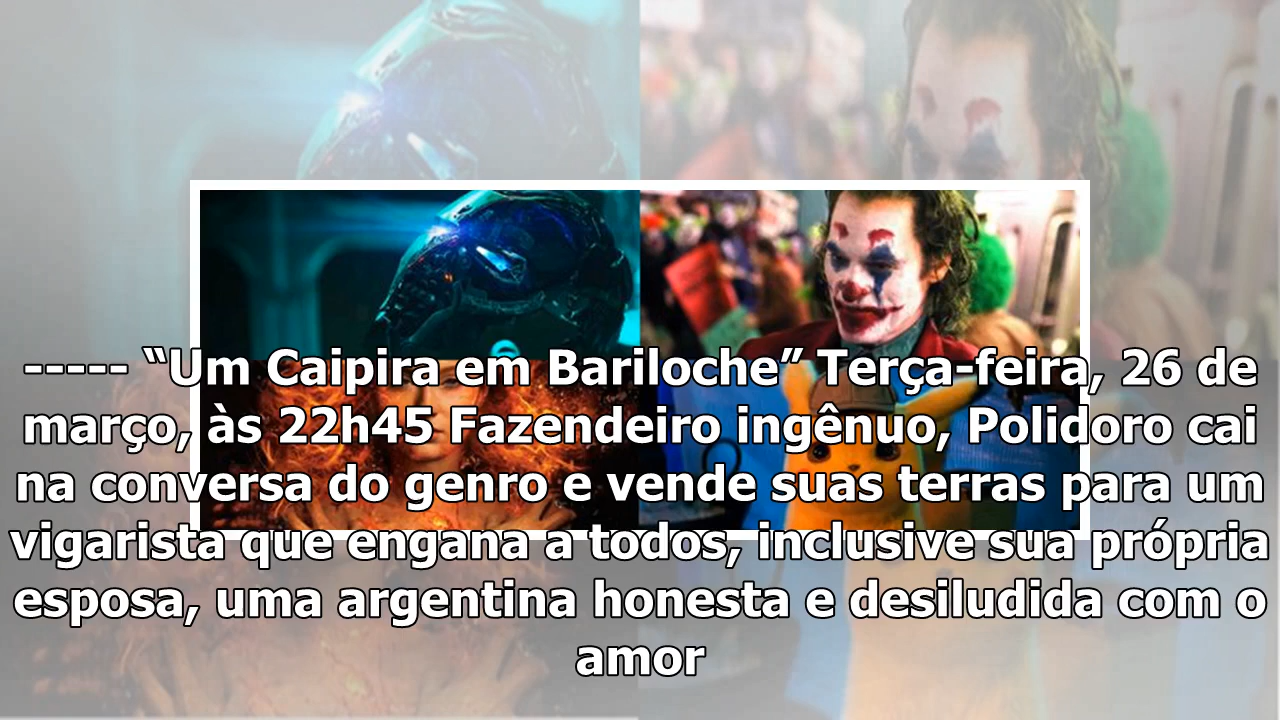 ----- “Um Caipira em Bariloche” Terça-feira, 26 de
março, às 22h45 Fazendeiro ingênuo, Polidoro cai
na conversa do genro e vende suas terras para um
vigarista que engana a todos, inclusive sua própria
esposa, uma argentina honesta e desiludida com o
amor